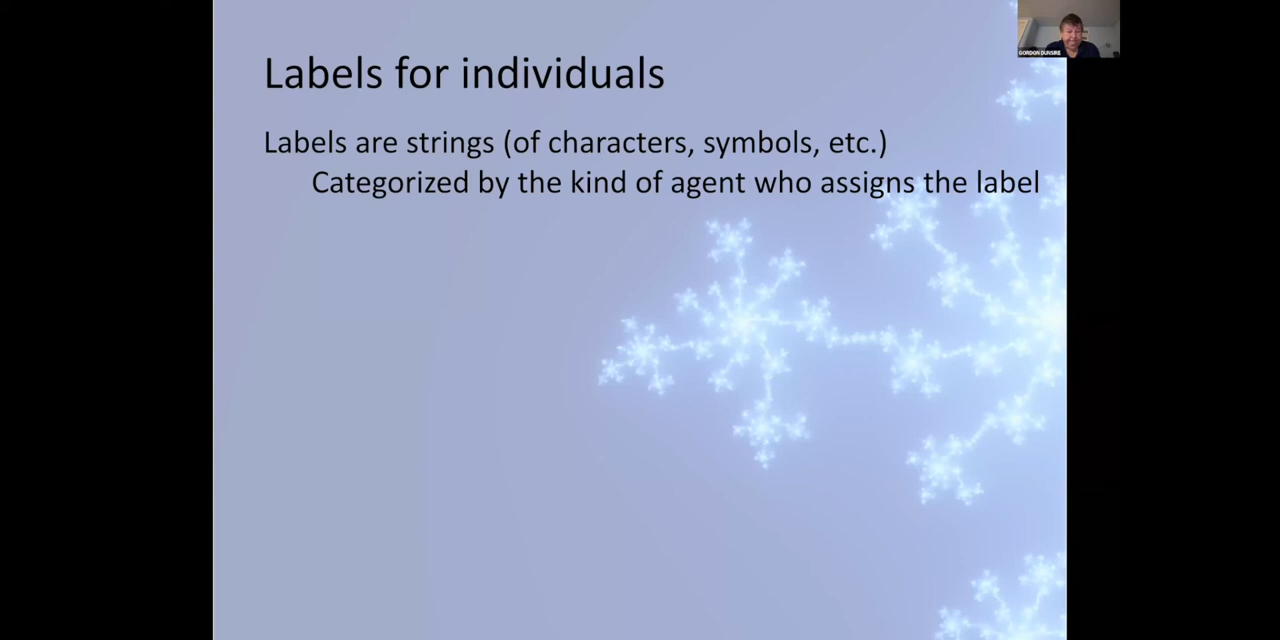 GORDON DUNSIRE
Labels for individuals
Labels are strings (of characters, symbols, etc.)
Categorized by the kind of agent who assigns the label